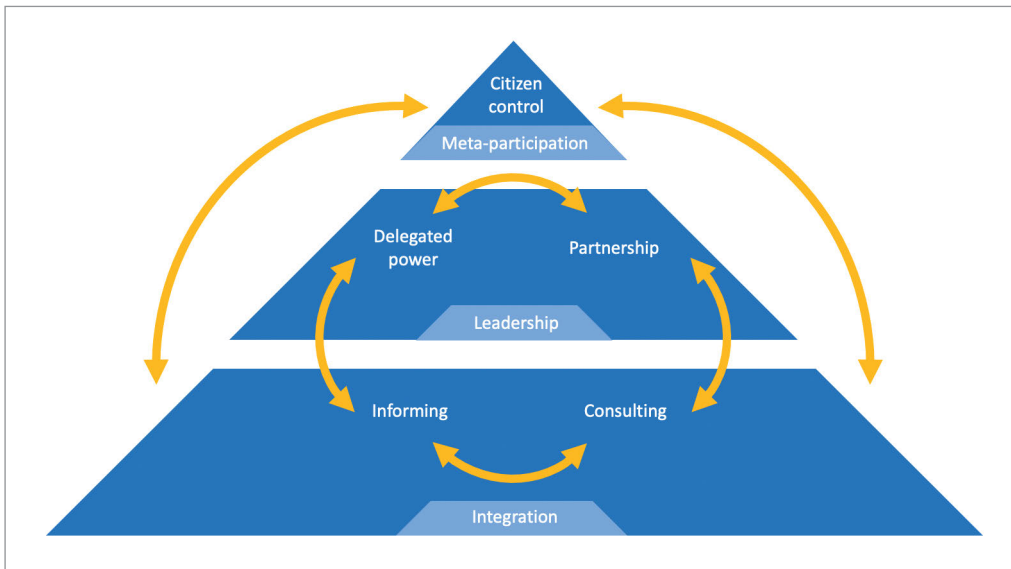 Citizen
control
Meta-participation
Delegated
power
Partnership
Leadership
Informing
Consulting
Integration